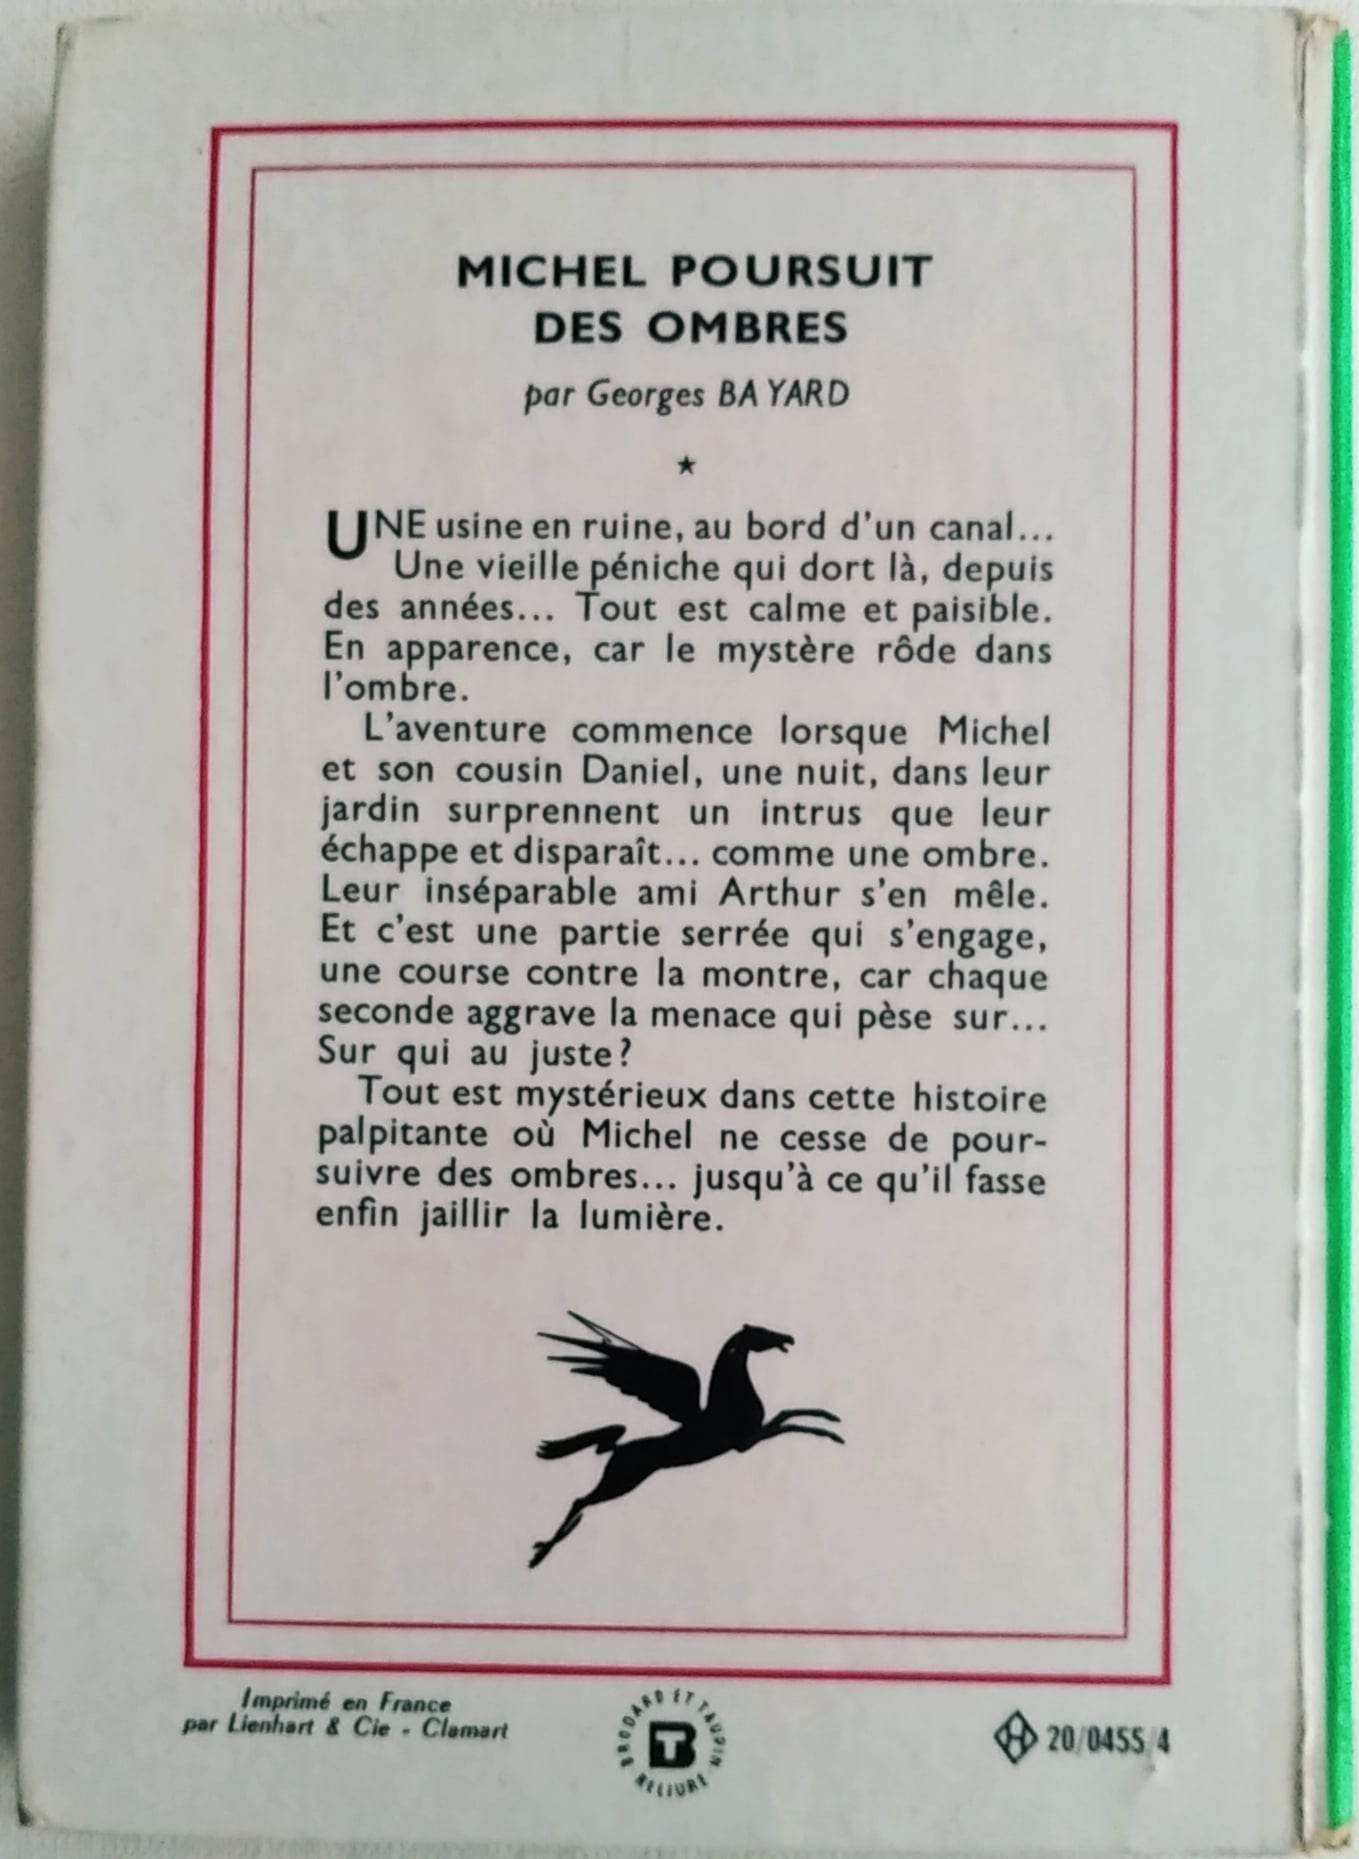 MICHEL POURSUIT
DES OMBRES
par Georges BAYARD
★
UNE usine en ruine, au bord d'un canal...
Une vieille péniche qui dort là, depuis
des années... Tout est calme et paisible.
En apparence, car le mystère rôde dans
l'ombre.
L'aventure commence lorsque Michel
et son cousin Daniel, une nuit, dans leur
jardin surprennent un intrus que leur
échappe et disparaît... comme une ombre.
Leur inséparable ami Arthur s'en mêle.
Et c'est une partie serrée qui s'engage,
une course contre la montre, car chaque
seconde aggrave la menace qui pèse sur...
Sur qui au juste?
Tout est mystérieux dans cette histoire
palpitante où Michel ne cesse de pour-
suivre des ombres... jusqu'à ce qu'il fasse
enfin jaillir la lumière.
Imprimé en France
par Lienhart & Cie - Clamart
BRODARD ET TAUPIN
BT
RELIURE
H 20/0455/4